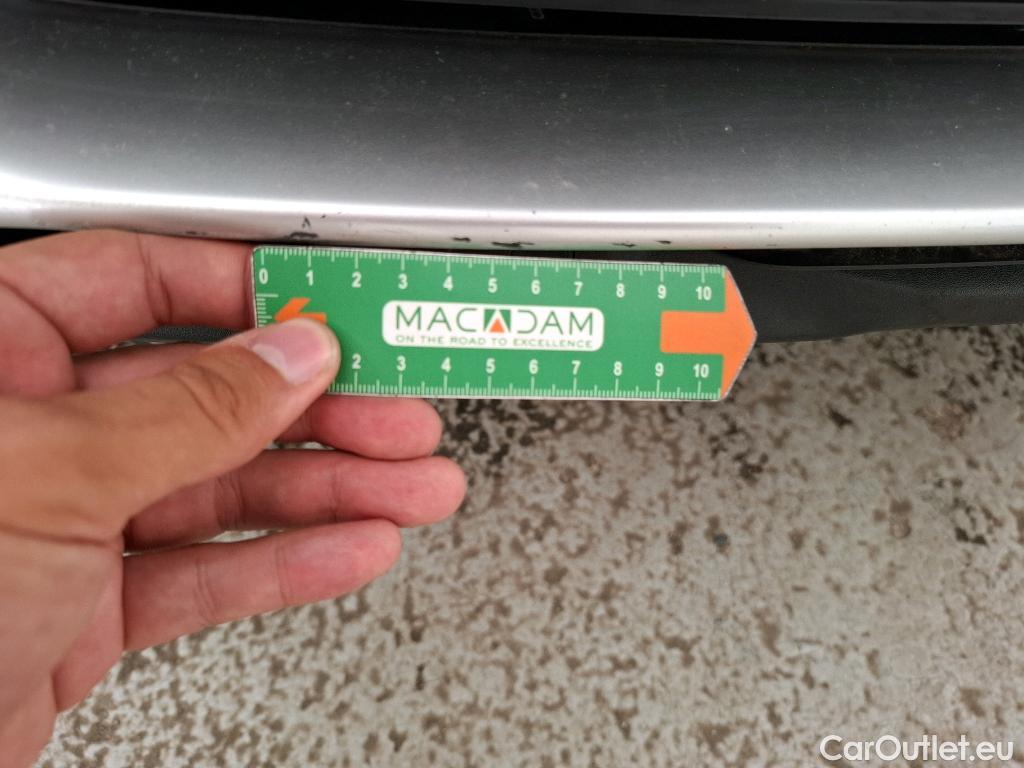 0 1 2 3 4 5 6 7 8 9 10
MACADAM
ON THE ROAD TO EXCELLENCE
2 3 4 5 6 7 8 9 10
CarOutlet.eu